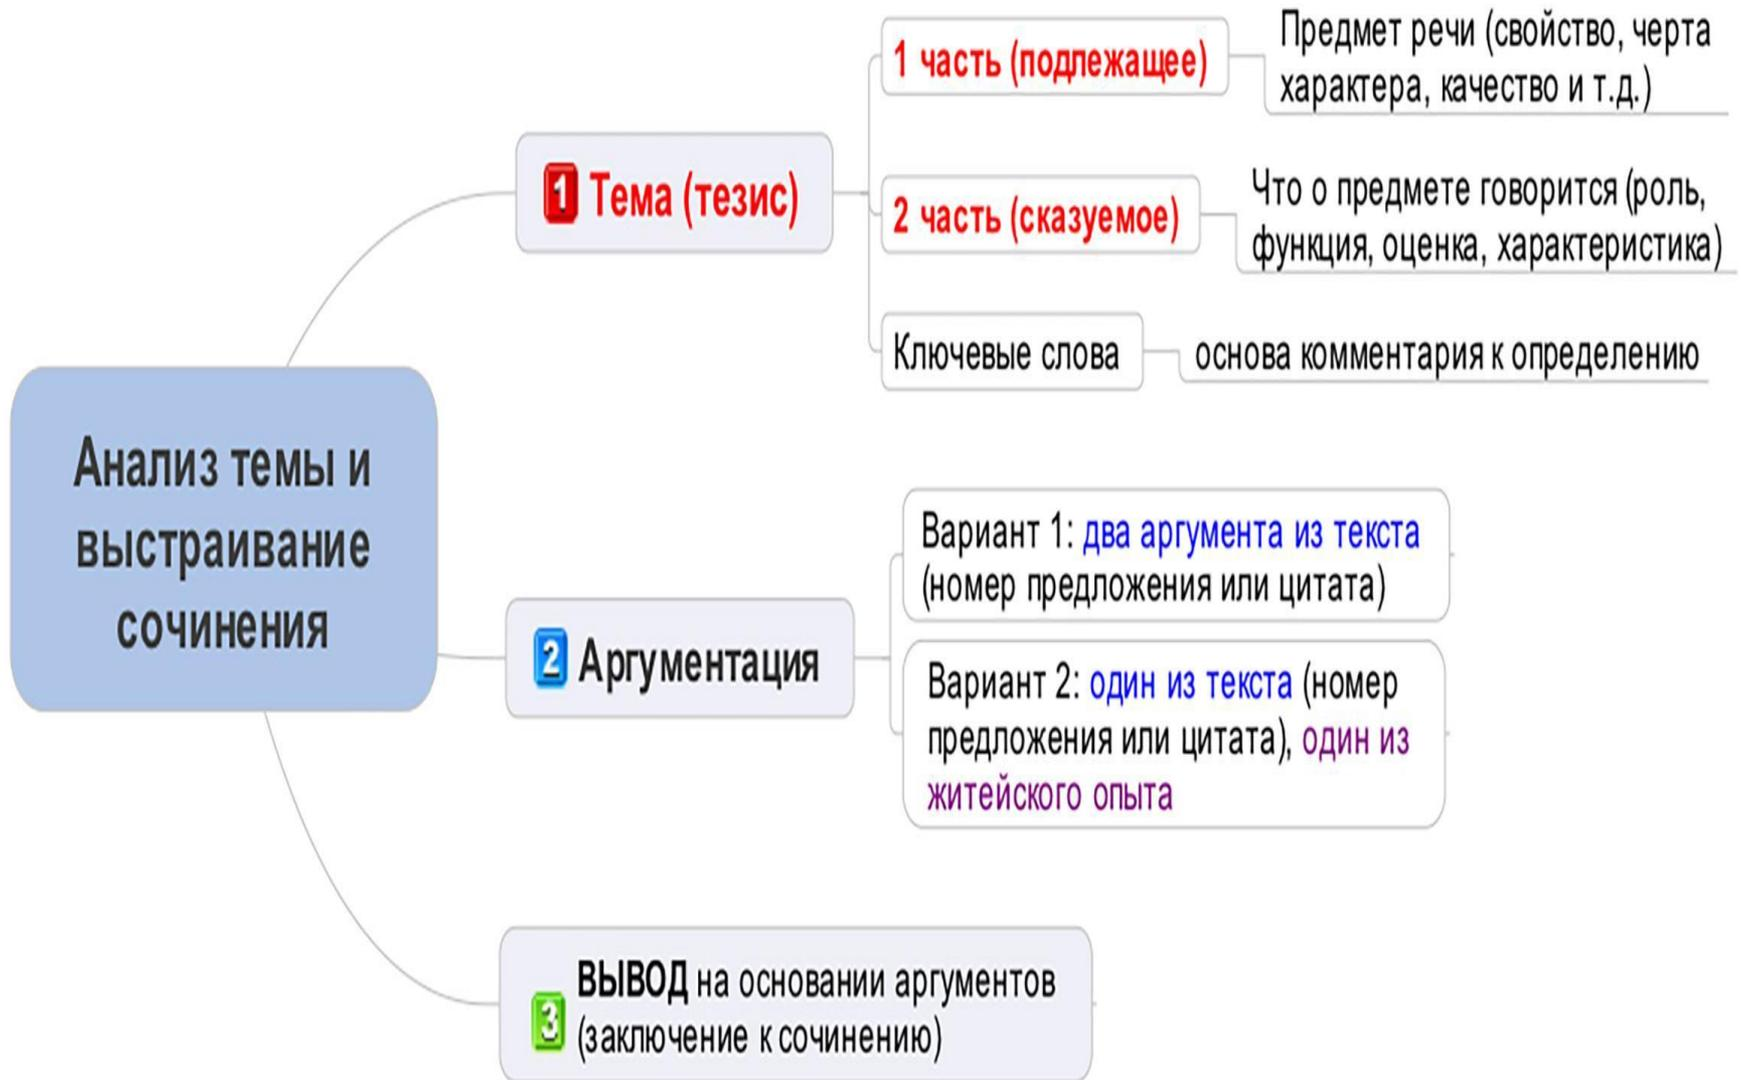 Анализ темы и
выстраивание
сочинения
1 Тема (тезис)
1 часть (подлежащее)
Предмет речи (свойство, черта
характера, качество и т.д.)
2 часть (сказуемое)
Что о предмете говорится (роль,
функция, оценка, характеристика)
Ключевые слова
основа комментария к определению
2 Аргументация
Вариант 1: два аргумента из текста
(номер предложения или цитата)
Вариант 2: один из текста (номер
предложения или цитата), один из
житейского опыта
3 ВЫВОД на основании аргументов
(заключение к сочинению)